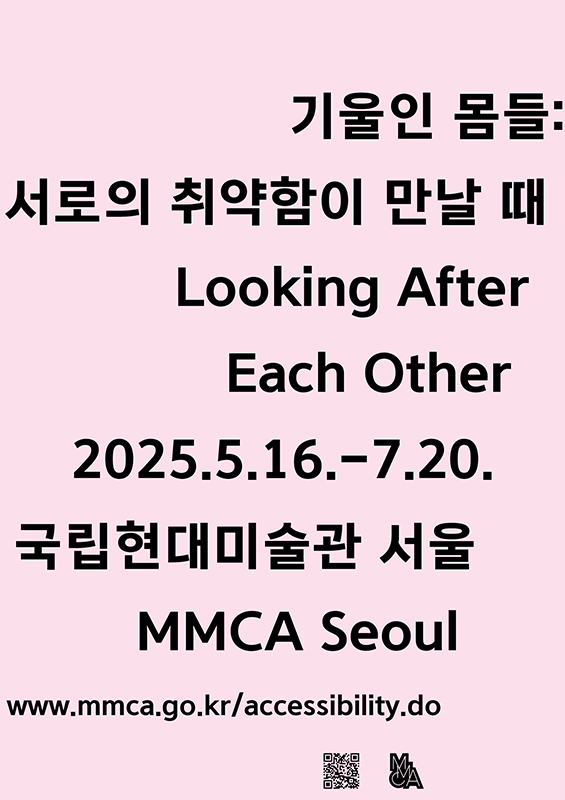 기울인 몸들:
서로의 취약함이 만날 때
Looking After
Each Other
2025.5.16.–7.20.
국립현대미술관 서울
MMCA Seoul
www.mmca.go.kr/accessibility.do
MMCA